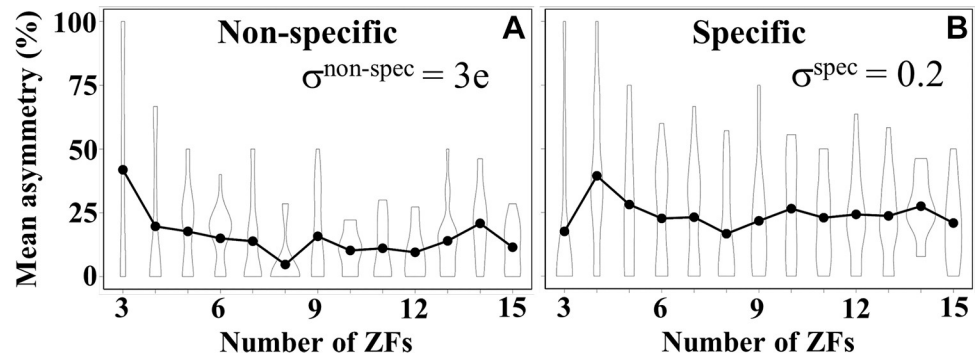 Non-specific A
σnon-spec = 3e
Mean asymmetry (%)
100
75
50
25
0
3 6 9 12 15
Number of ZFs
Specific B
σspec = 0.2
3 6 9 12 15
Number of ZFs